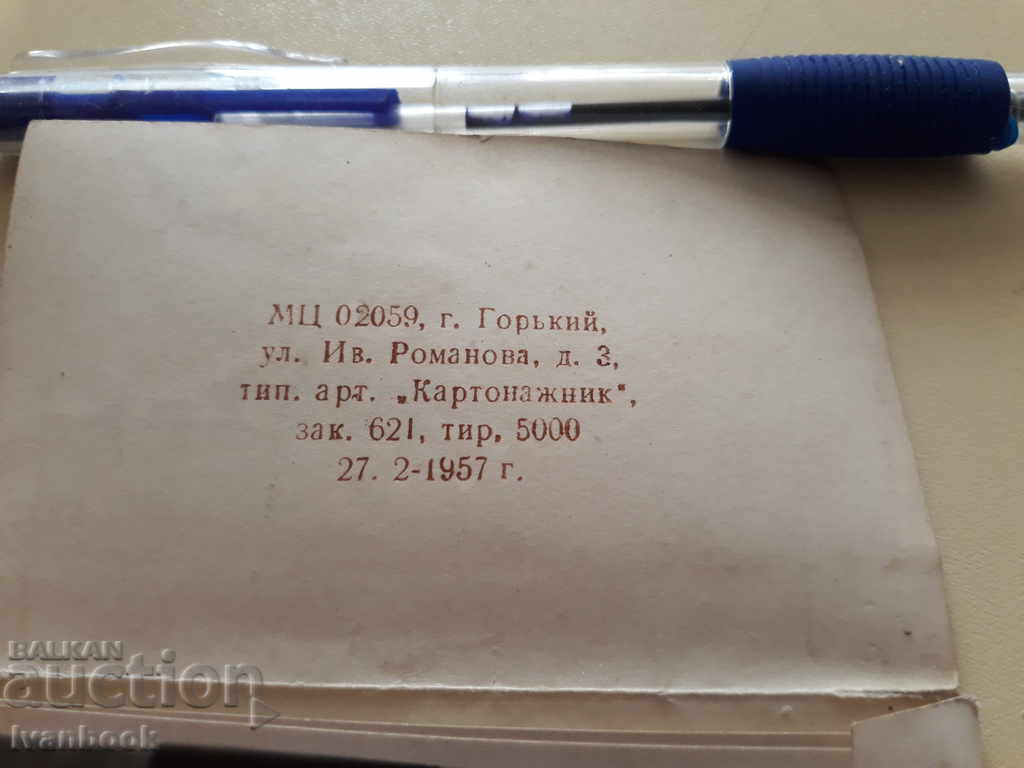 МЦ 02059, г. Горький,
ул. Ив. Романова, д. 3,
тип. арт. „Картонажник“,
зак. 621, тир, 5000
27. 2-1957 г.
BALKAN
auction
ivanbook